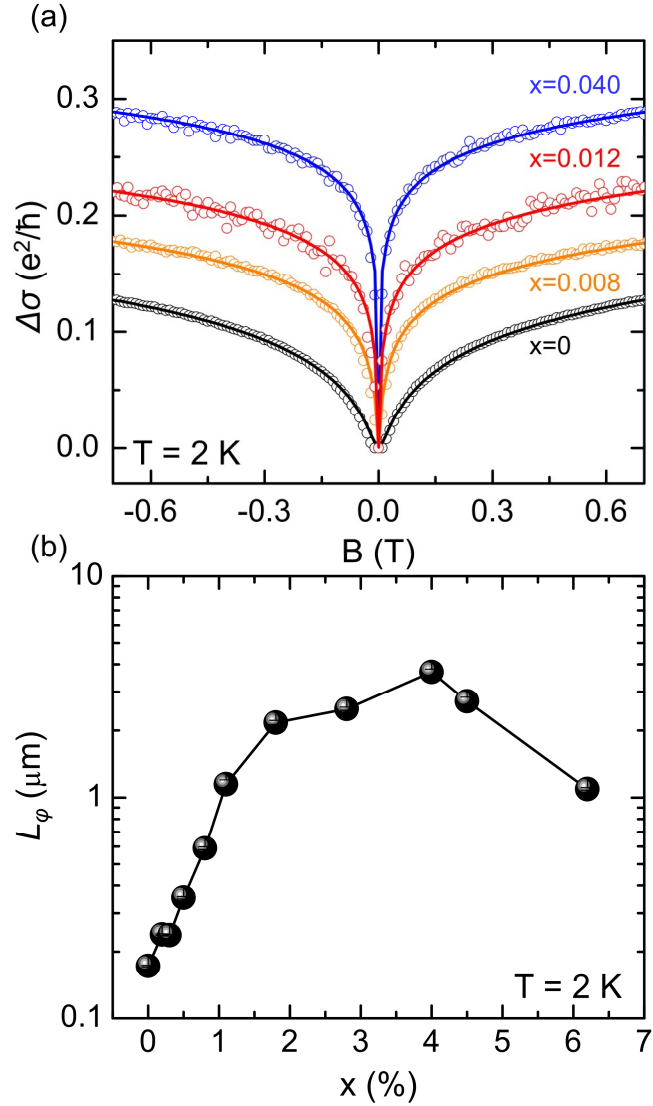 (a)
Δσ (e²/ħ)
0.3
0.2
0.1
0.0
x=0.040
x=0.012
x=0.008
x=0
T = 2 K
-0.6 -0.3 0.0 0.3 0.6
B (T)
(b)
L_φ (μm)
10
1
0.1
T = 2 K
0 1 2 3 4 5 6 7
x (%)